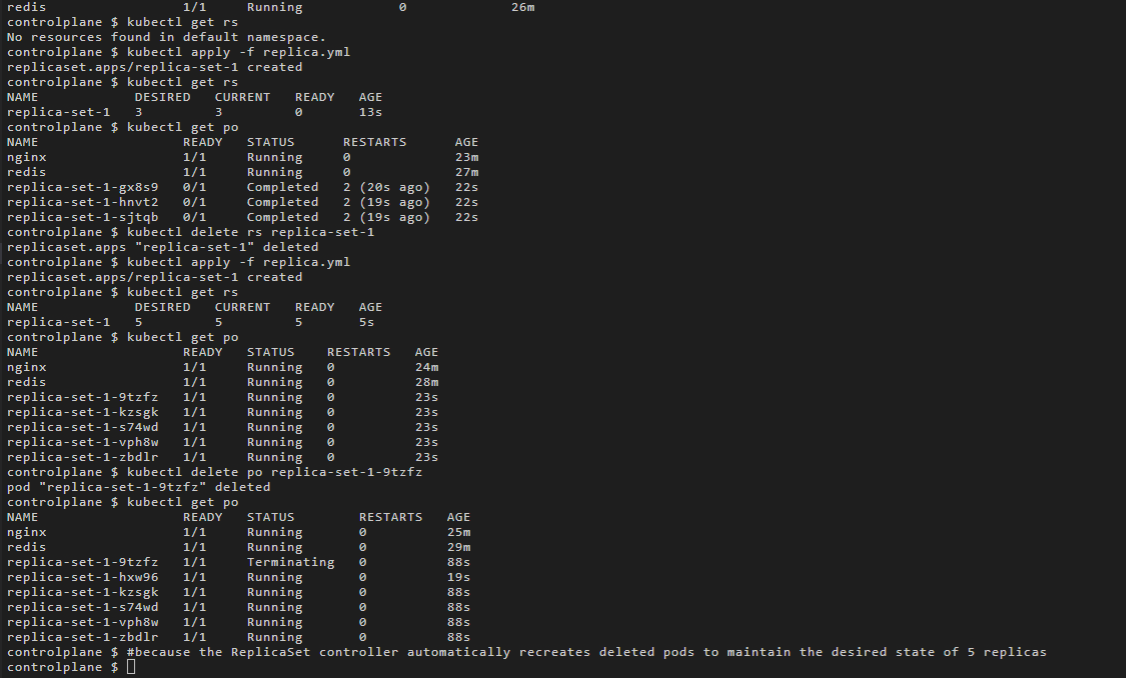 redis 1/1 Running 0 26m
controlplane $ kubectl get rs
No resources found in default namespace.
controlplane $ kubectl apply -f replica.yml
replicaset.apps/replica-set-1 created
controlplane $ kubectl get rs
NAME DESIRED CURRENT READY AGE
replica-set-1 3 3 0 13s
controlplane $ kubectl get po
NAME READY STATUS RESTARTS AGE
nginx 1/1 Running 0 23m
redis 1/1 Running 0 27m
replica-set-1-gx8s9 0/1 Completed 2 (20s ago) 22s
replica-set-1-hnvt2 0/1 Completed 2 (19s ago) 22s
replica-set-1-sjtqb 0/1 Completed 2 (19s ago) 22s
controlplane $ kubectl delete rs replica-set-1
replicaset.apps "replica-set-1" deleted
controlplane $ kubectl apply -f replica.yml
replicaset.apps/replica-set-1 created
controlplane $ kubectl get rs
NAME DESIRED CURRENT READY AGE
replica-set-1 5 5 5 5s
controlplane $ kubectl get po
NAME READY STATUS RESTARTS AGE
nginx 1/1 Running 0 24m
redis 1/1 Running 0 28m
replica-set-1-9tzfz 1/1 Running 0 23s
replica-set-1-kzsgk 1/1 Running 0 23s
replica-set-1-s74wd 1/1 Running 0 23s
replica-set-1-vph8w 1/1 Running 0 23s
replica-set-1-zbdlr 1/1 Running 0 23s
controlplane $ kubectl delete po replica-set-1-9tzfz
pod "replica-set-1-9tzfz" deleted
controlplane $ kubectl get po
NAME READY STATUS RESTARTS AGE
nginx 1/1 Running 0 25m
redis 1/1 Running 0 29m
replica-set-1-9tzfz 1/1 Terminating 0 88s
replica-set-1-hxw96 1/1 Running 0 19s
replica-set-1-kzsgk 1/1 Running 0 88s
replica-set-1-s74wd 1/1 Running 0 88s
replica-set-1-vph8w 1/1 Running 0 88s
replica-set-1-zbdlr 1/1 Running 0 88s
controlplane $ #because the ReplicaSet controller automatically recreates deleted pods to maintain the desired state of 5 replicas
controlplane $